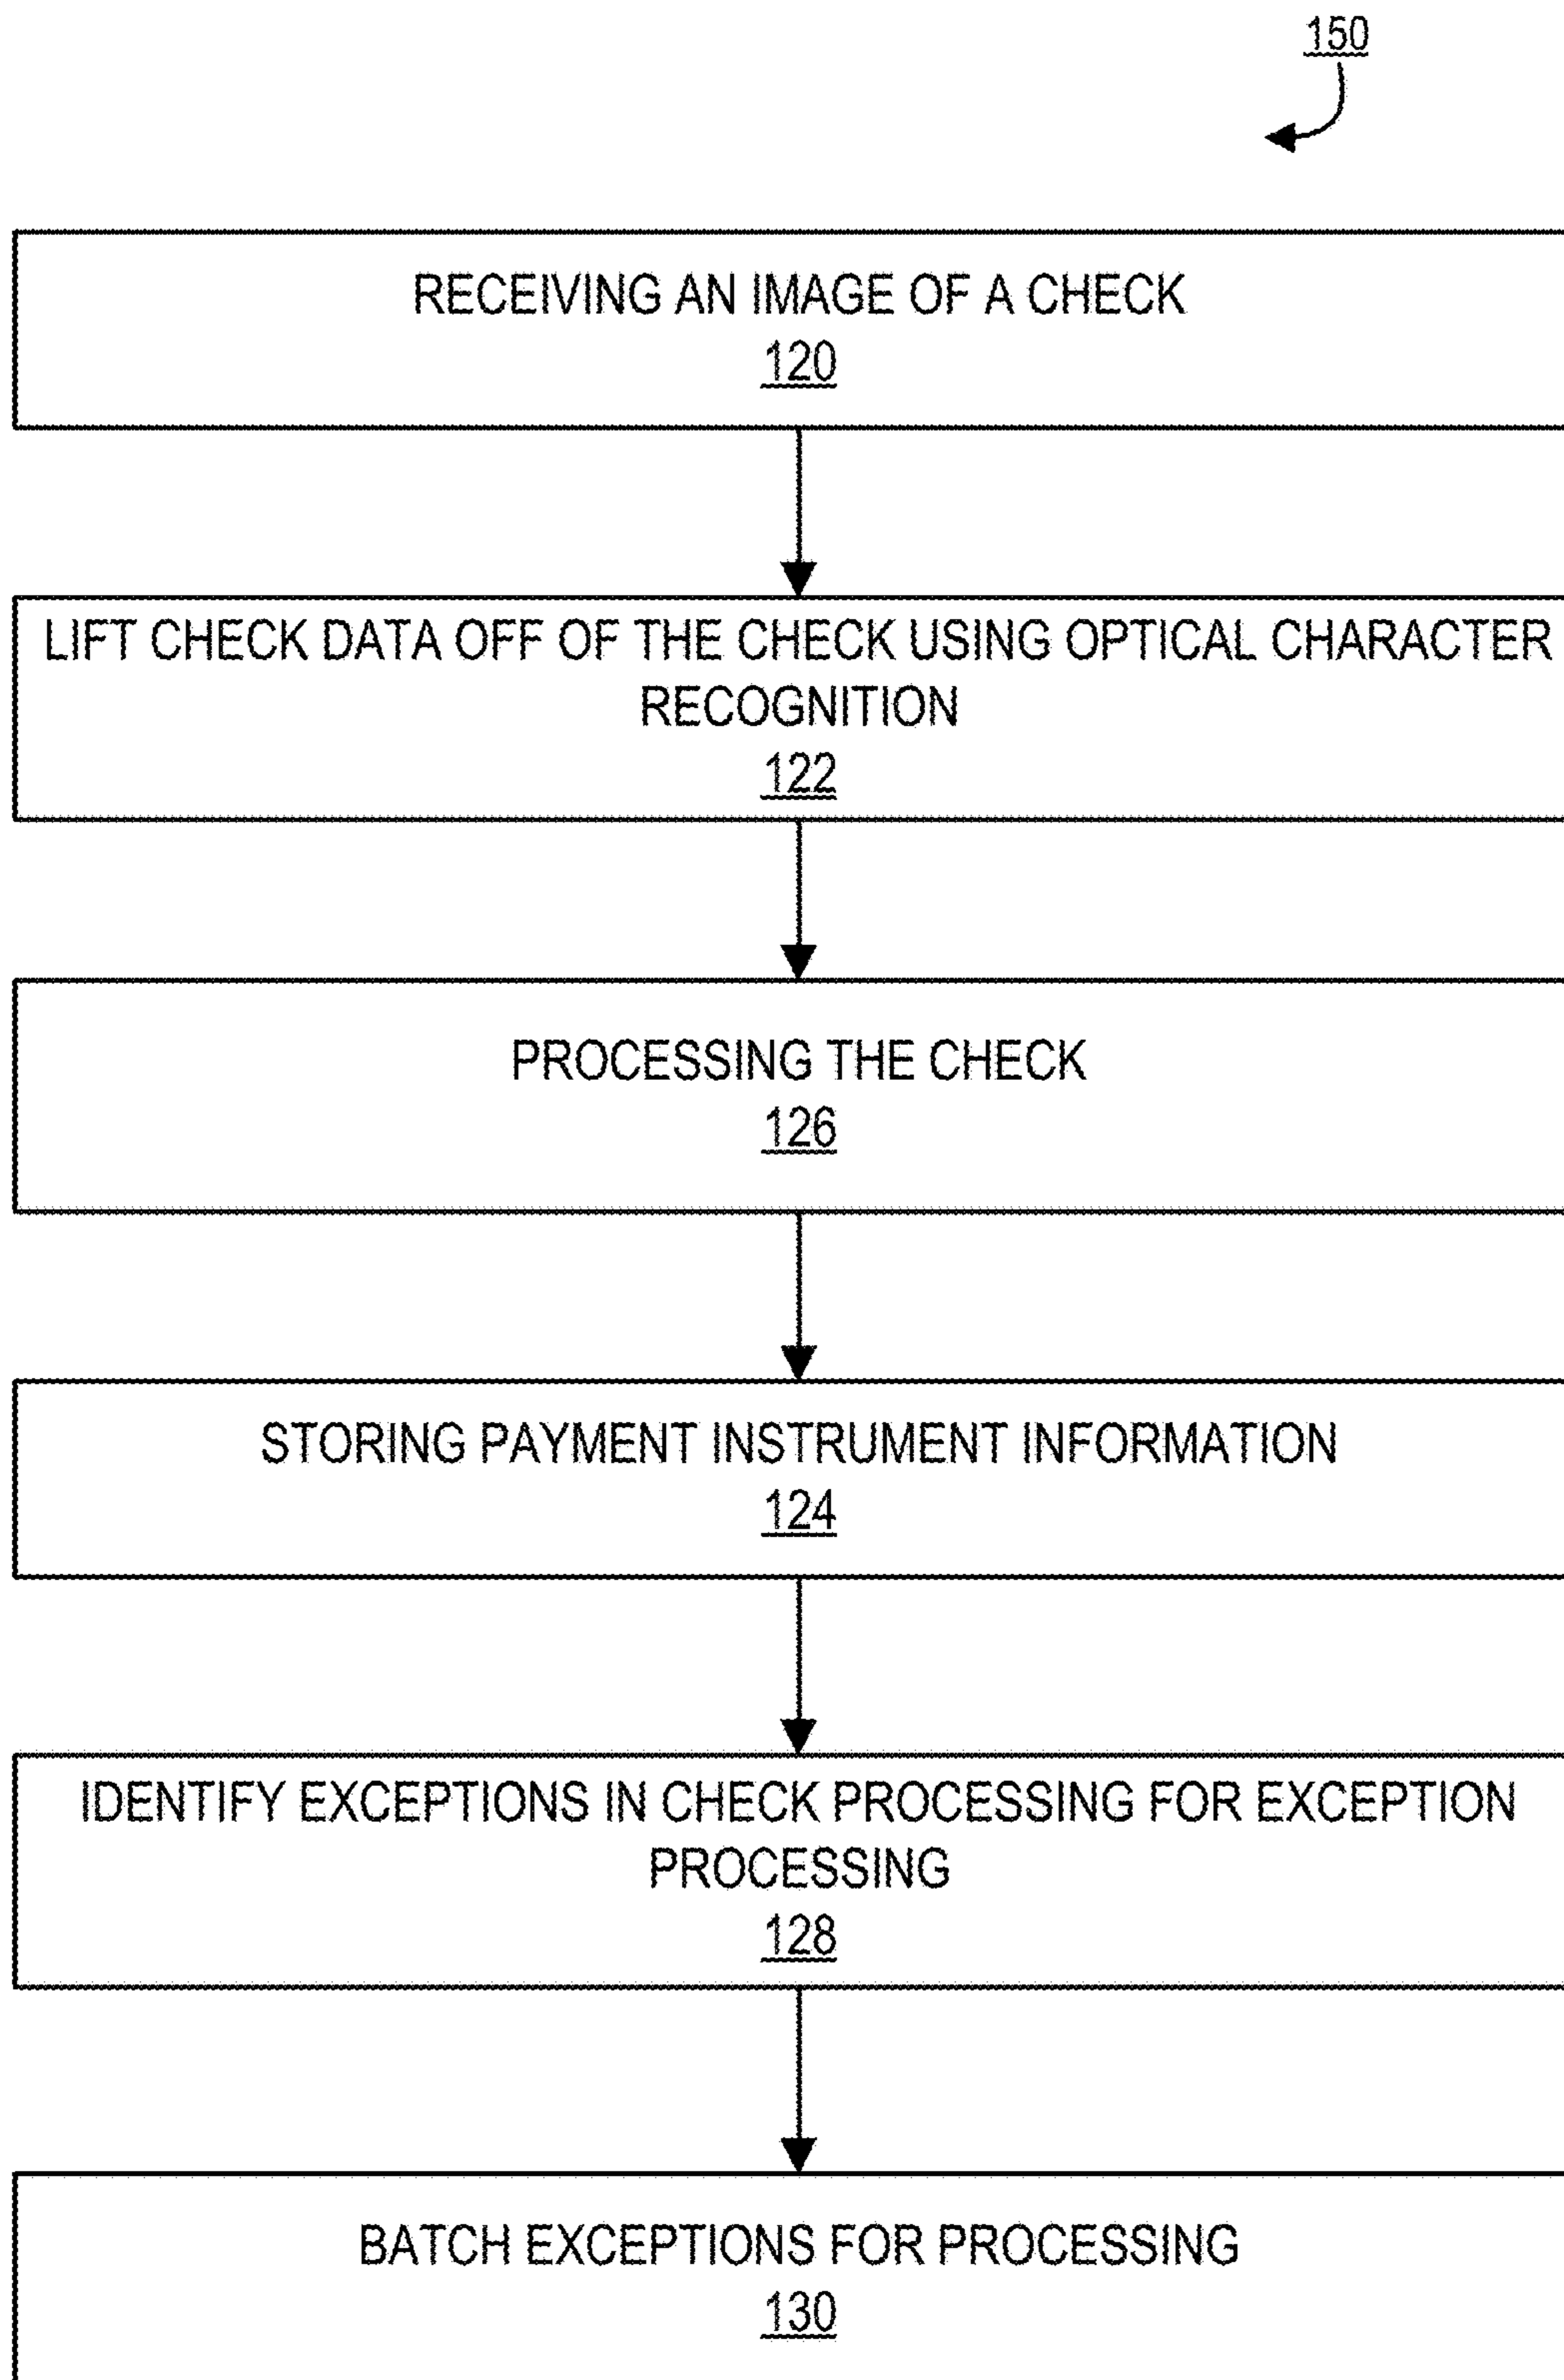 150
RECEIVING AN IMAGE OF A CHECK
120
LIFT CHECK DATA OFF OF THE CHECK USING OPTICAL CHARACTER
RECOGNITION
122
PROCESSING THE CHECK
126
STORING PAYMENT INSTRUMENT INFORMATION
124
IDENTIFY EXCEPTIONS IN CHECK PROCESSING FOR EXCEPTION
PROCESSING
128
BATCH EXCEPTIONS FOR PROCESSING
130